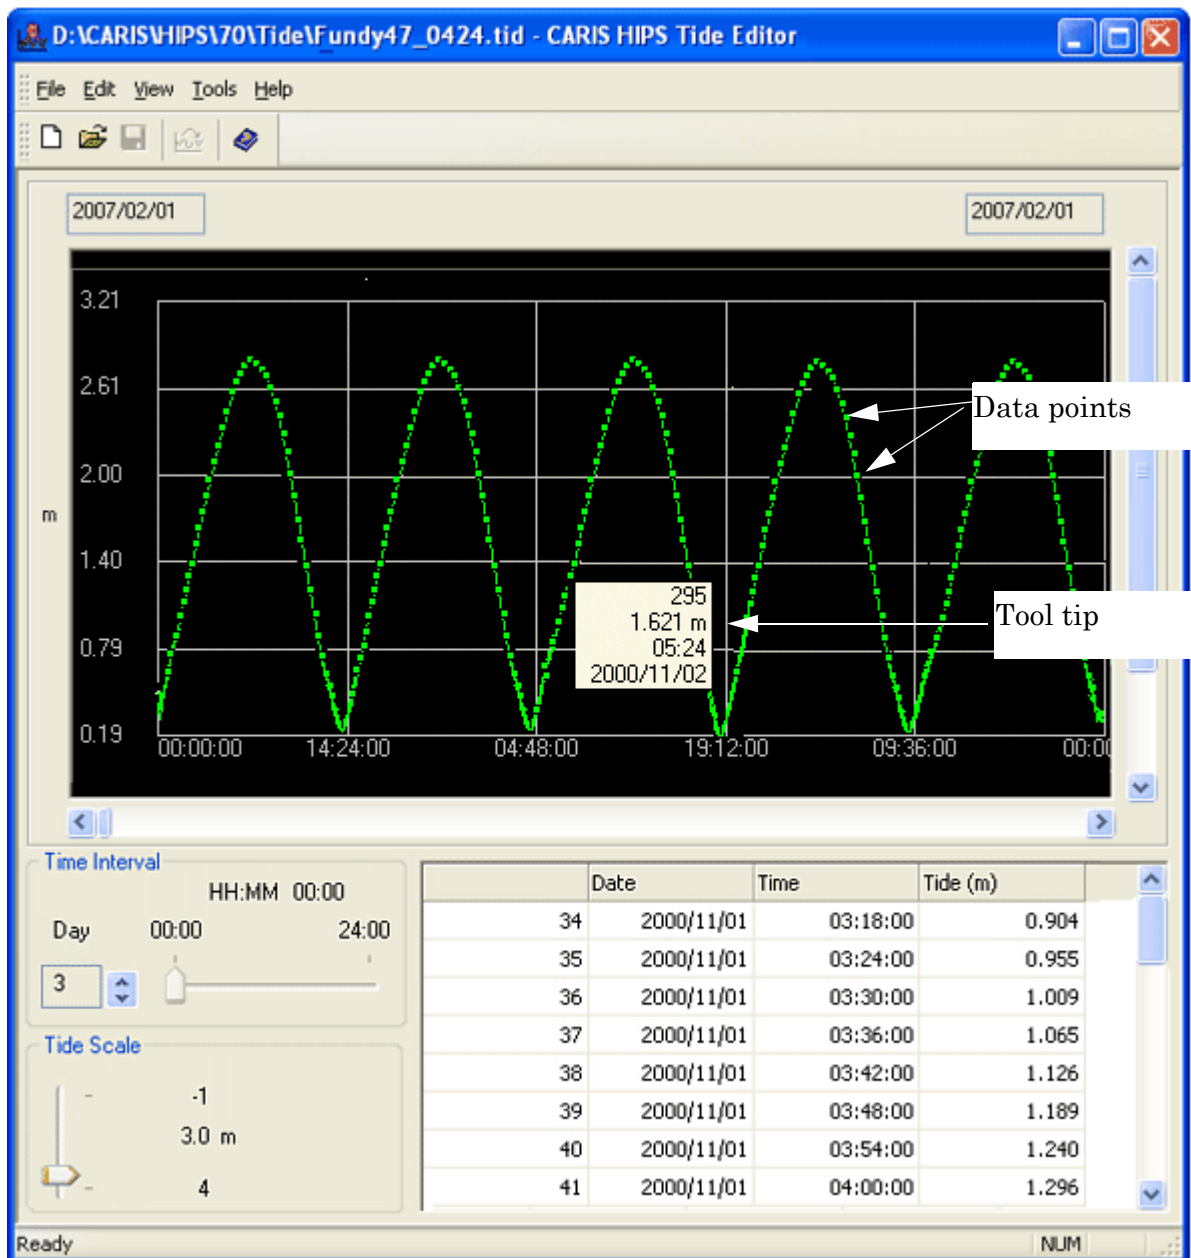 D:\CARIS\HIPS\70\Tide\Fundy47_0424.tid - CARIS HIPS Tide Editor
File Edit View Tools Help
2007/02/01 2007/02/01
3.21
2.61
Data points
2.00
m
1.40
295
1.621 m
05:24
2000/11/02
Tool tip
0.79
0.19
00:00:00 14:24:00 04:48:00 19:12:00 09:36:00 00:00
Time Interval
HH:MM 00:00
Day 00:00 24:00
3
Tide Scale
-1
3.0 m
4
Date Time Tide (m)
34 2000/11/01 03:18:00 0.904
35 2000/11/01 03:24:00 0.955
36 2000/11/01 03:30:00 1.009
37 2000/11/01 03:36:00 1.065
38 2000/11/01 03:42:00 1.126
39 2000/11/01 03:48:00 1.189
40 2000/11/01 03:54:00 1.240
41 2000/11/01 04:00:00 1.296
Ready NUM